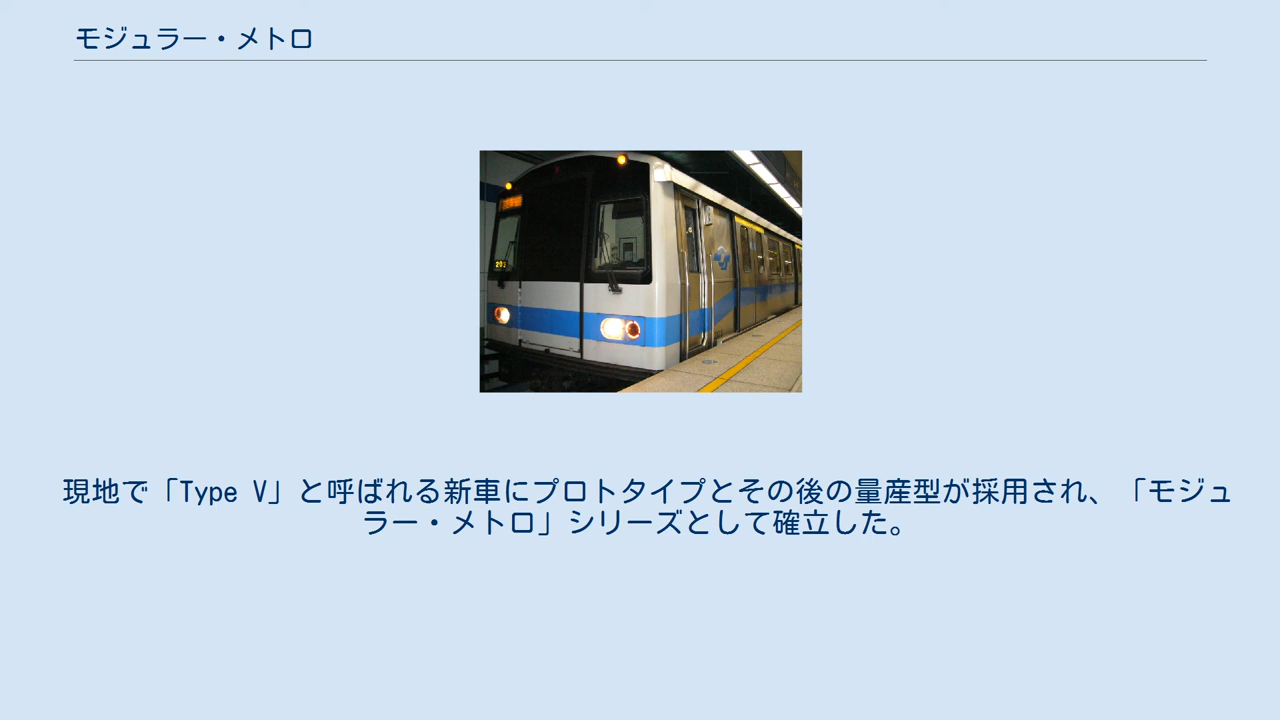 モジュラー・メトロ
現地で「Type V」と呼ばれる新車にプロトタイプとその後の量産型が採用され、「モジュ
ラー・メトロ」シリーズとして確立した。